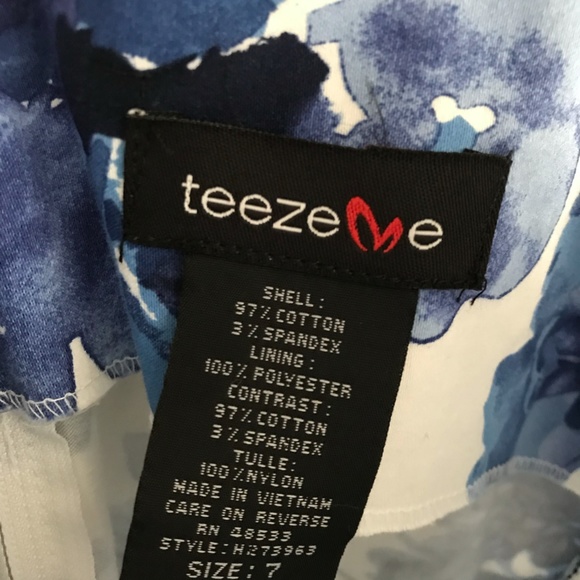 teezeMe
SHELL:
97% COTTON
3% SPANDEX
LINING:
100% POLYESTER
CONTRAST:
97% COTTON
3% SPANDEX
TULLE:
100% NYLON
MADE IN VIETNAM
CARE ON REVERSE
RN 48533
STYLE: H273963
SIZE: 7